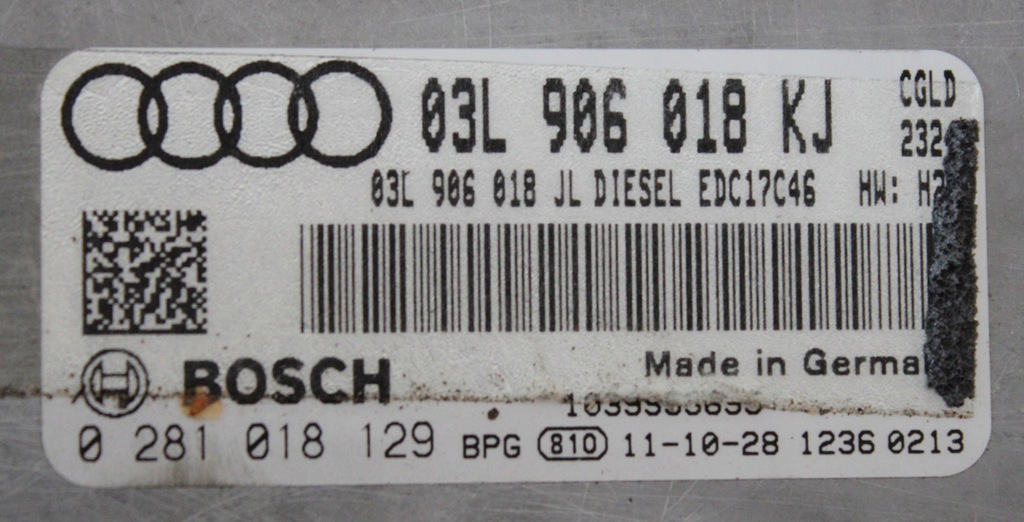 03L 906 018 KJ
CGLD
03L 906 018 JL DIESEL EDC17C46 HW:
BOSCH
Made in
0 281 018 129 BPG 810 11-10-28 1236 0213